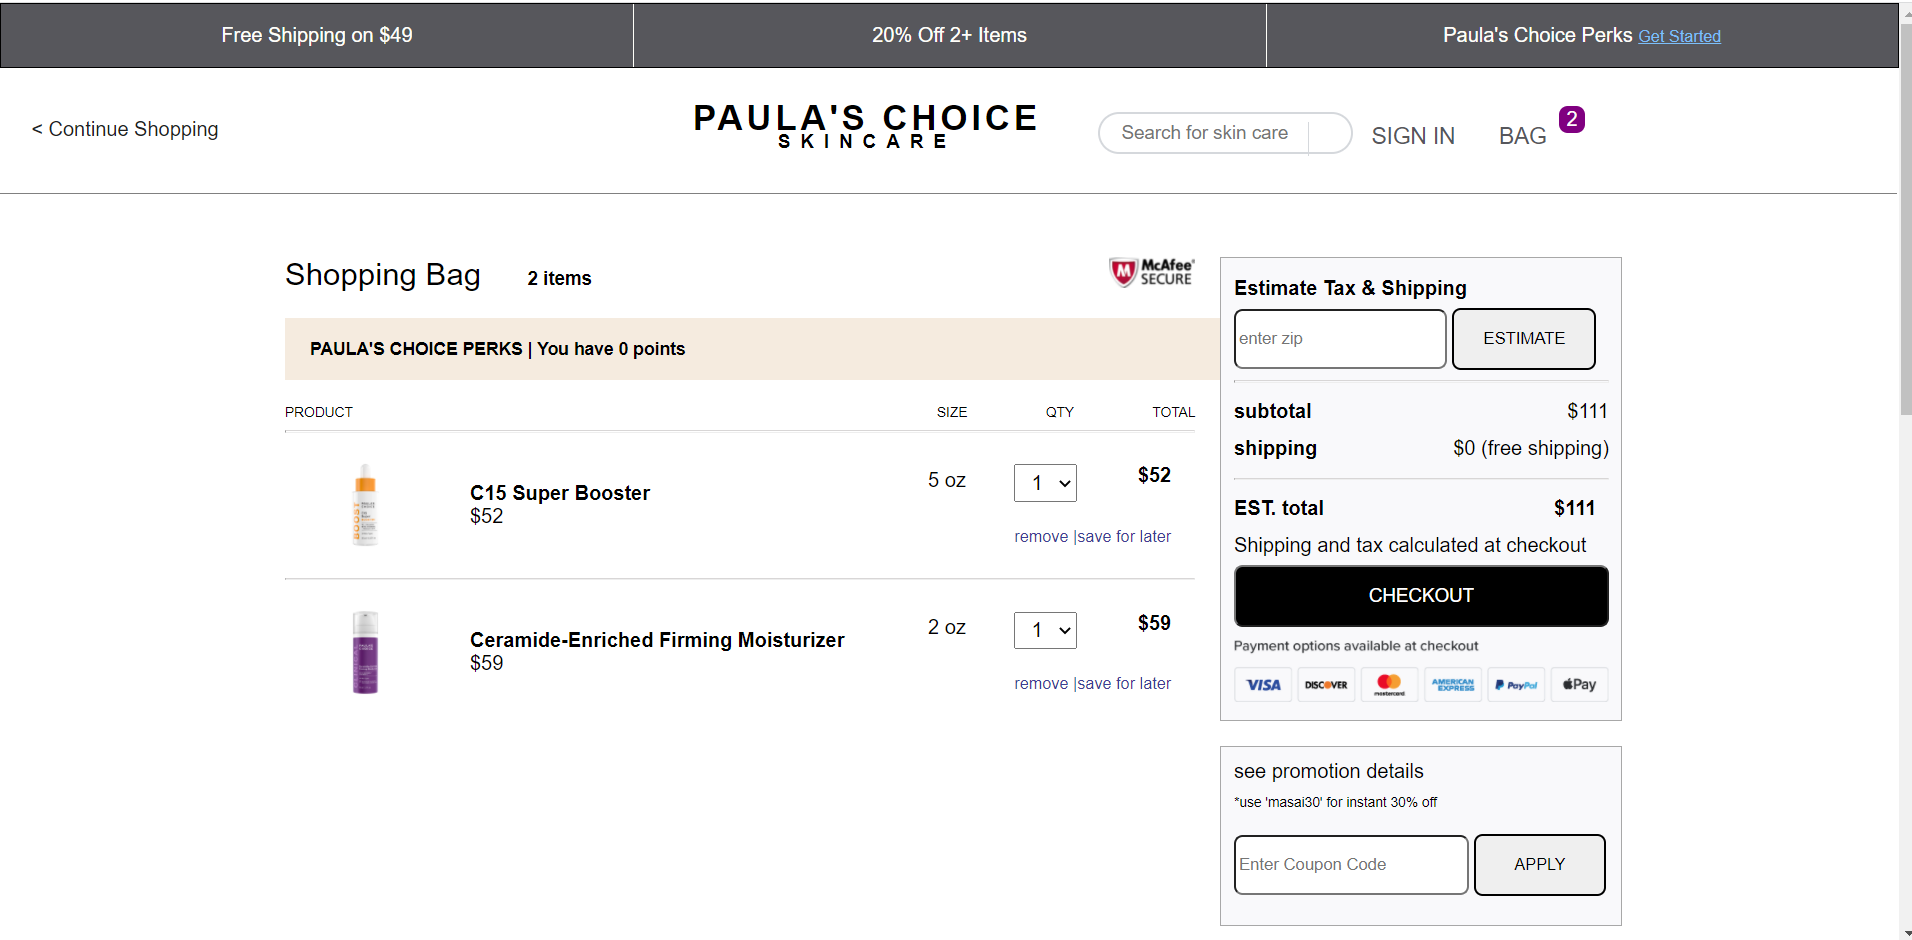 Free Shipping on $49
20% Off 2+ Items
Paula's Choice Perks Get Started
< Continue Shopping
PAULA'S CHOICE
SKINCARE
Search for skin care
SIGN IN
BAG
2
Shopping Bag
2 items
McAfee®
SECURE
PAULA'S CHOICE PERKS | You have 0 points
PRODUCT
SIZE
QTY
TOTAL
BOOST
C15 Super Booster
$52
5 oz
1
$52
remove |save for later
Ceramide-Enriched Firming Moisturizer
$59
2 oz
1
$59
remove |save for later
Estimate Tax & Shipping
enter zip
ESTIMATE
subtotal
$111
shipping
$0 (free shipping)
EST. total
$111
Shipping and tax calculated at checkout
CHECKOUT
Payment options available at checkout
VISA
DISCOVER
mastercard
AMERICAN
EXPRESS
PayPal
Pay
see promotion details
*use 'masai30' for instant 30% off
Enter Coupon Code
APPLY